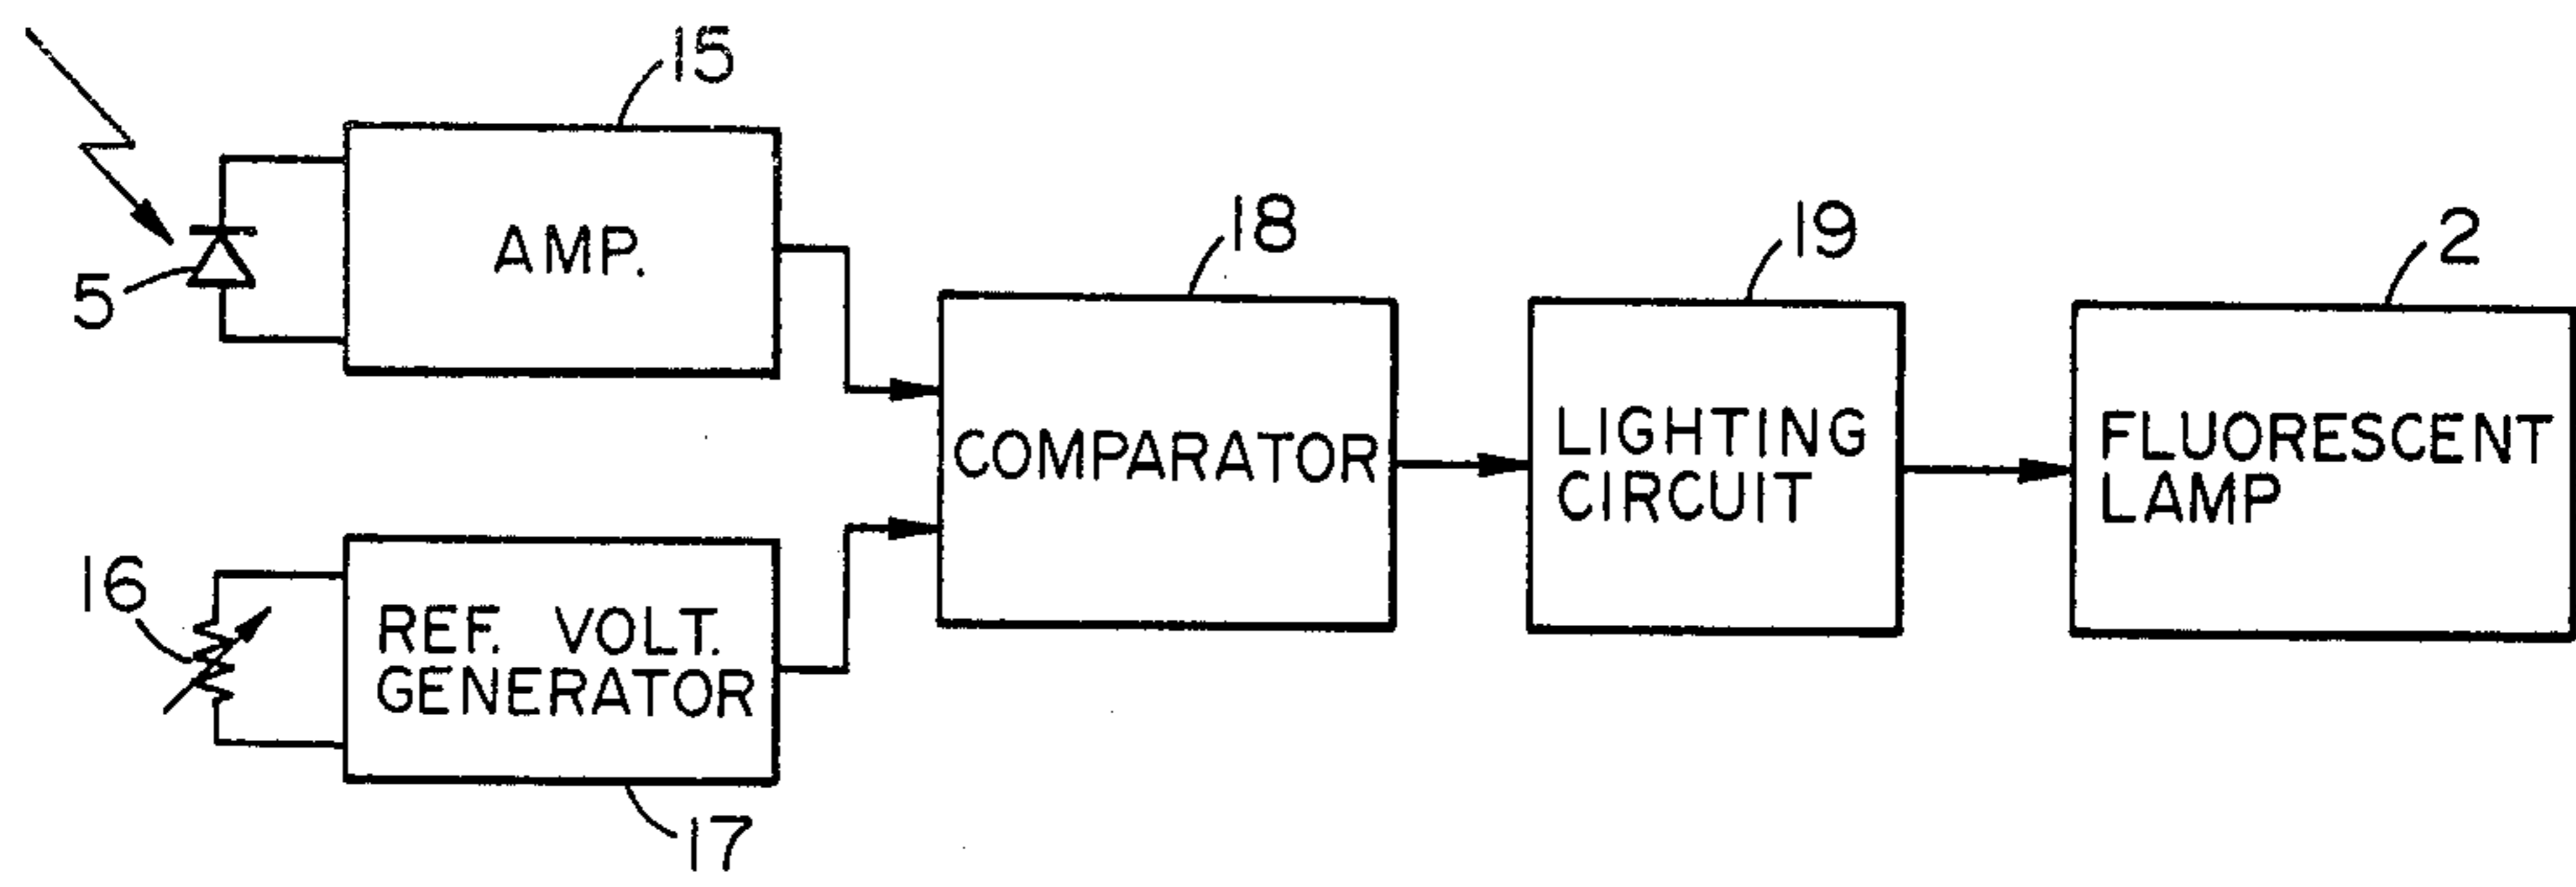 15
AMP.
5
18
COMPARATOR
19
LIGHTING
CIRCUIT
2
FLUORESCENT
LAMP
16
REF. VOLT.
GENERATOR
17